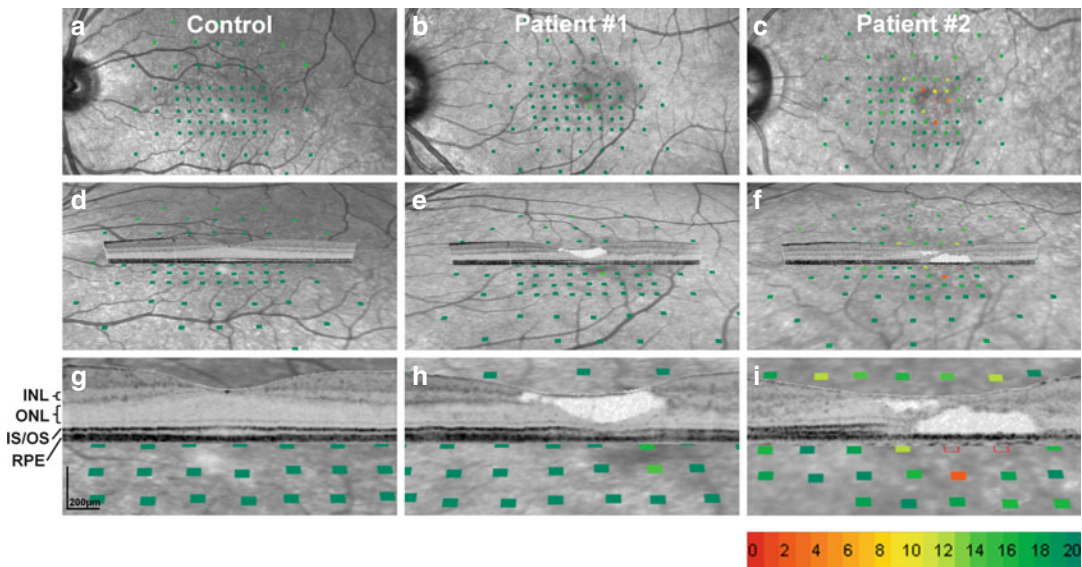 a Control
b Patient #1
c Patient #2
d
e
f
g
h
i
INL
ONL
IS/OS
RPE
200µm
0 2 4 6 8 10 12 14 16 18 20